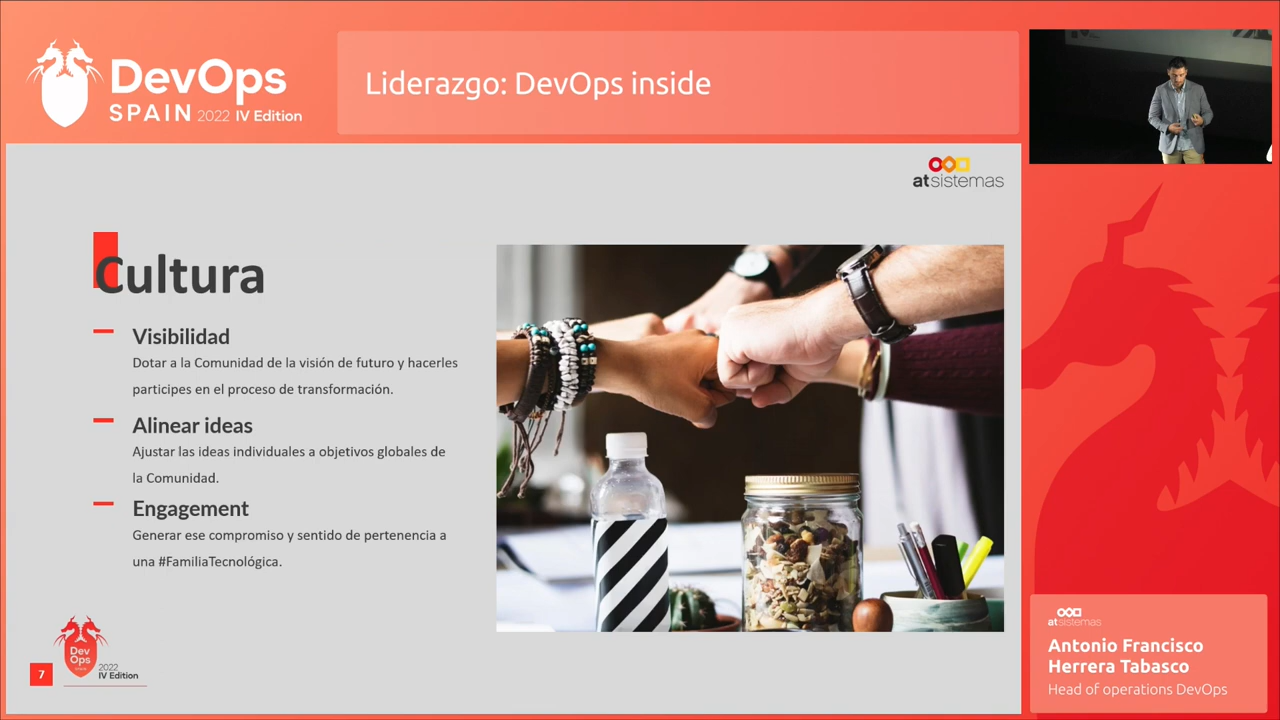 DevOps
SPAIN 2022 IV Edition
Liderazgo: DevOps inside
atsistemas
Cultura
Visibilidad
Dotar a la Comunidad de la visión de futuro y hacerles
participes en el proceso de transformación.
Alinear ideas
Ajustar las ideas individuales a objetivos globales de
la Comunidad.
Engagement
Generar ese compromiso y sentido de pertenencia a
una #FamiliaTecnológica.
7
Dev
Ops
2022
IV Edition
atsistemas
Antonio Francisco
Herrera Tabasco
Head of operations DevOps